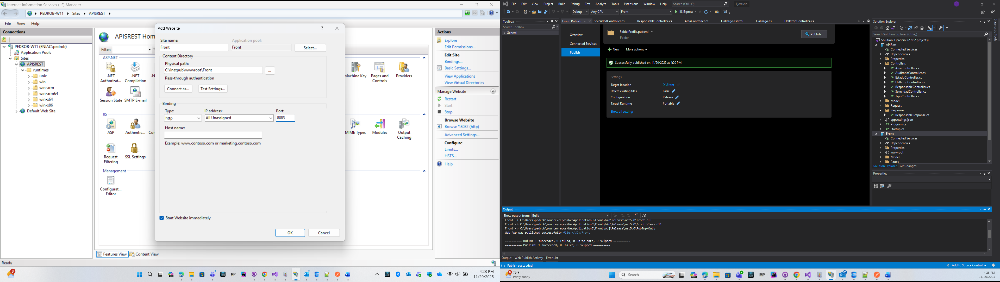 Internet Information Services (IIS) Manager
PEDROB-W11
Sites
APISREST
File
View
Help
Connections
PEDROB-W11 (ENIAC\pedrob)
Application Pools
Sites
APISREST
runtimes
unix
win
win-arm
win-arm64
win-x64
win-x86
Default Web Site
APISREST Hom
Filter:
ASP.NET
.NET Authorizat...
.NET Compilation
Session State
SMTP E-mail
Machine Key
Pages and Controls
Providers
IIS
ASP
Authentic...
Con
MIME Types
Modules
Output Caching
Request Filtering
SSL Settings
Management
Configurat... Editor
Features View
Content View
Ready
Add Website
?
Site name:
Application pool:
Front
Front
Select...
Content Directory
Physical path:
C:\inetpub\wwwroot\Front
...
Pass-through authentication
Connect as...
Test Settings...
Binding
Type:
IP address:
Port:
http
All Unassigned
8083
Host name:
Example: www.contoso.com or marketing.contoso.com
Start Website immediately
OK
Cancel
Actions
Explore
Edit Permissions...
Edit Site
Bindings...
Basic Settings...
View Applications
View Virtual Directories
Manage Website
Restart
Start
Stop
Browse Website
Browse *:8082 (http)
Advanced Settings...
Configure
Limits...
HSTS...
Help
8
4:23 PM
11/20/2025
File
Edit
View
Project
Build
Debug
Test
Analyze
Tools
Extensions
Window
Help
Search (Ctrl+Q)
Ejercicio
PB
Debug
Any CPU
Front
IIS Express
Toolbox
Search Toolbox
General
Front: Publish
SeveridadController.cs
ResponsableController.cs
AreaController.cs
Hallazgo.cshtml
Hallazgo.cs
HallazgoController.cs
Overview
Connected Services
Publish
FolderProfile.pubxml
Folder
Publish
New
More actions
Successfully published on 11/20/2025 at 4:20 PM.
Settings
Target location
D:\Front
Delete existing files
False
Configuration
Release
Target Runtime
Portable
Show all settings
Solution Explorer
Search Solution Explorer (Ctrl+;)
Solution 'Ejercicio' (2 of 2 projects)
APIRest
Connected Services
Dependencies
Properties
Controllers
AreaController.cs
AuditoriaController.cs
EstadoController.cs
HallazgoController.cs
ResponsableController.cs
SeveridadController.cs
TipoController.cs
Model
Request
Response
ResponsableResponse.cs
appsettings.json
Program.cs
Startup.cs
Front
Connected Services
Dependencies
Properties
wwwroot
Model
Pages
Solution Explorer
Git Changes
Properties
Diagnostic Tools
Output
Show output from:
Build
Front -> C:\Users\pedrob\source\repos\WebApplication3\Front\bin\Release\net5.0\Front.dll
Front -> C:\Users\pedrob\source\repos\WebApplication3\Front\bin\Release\net5.0\Front.Views.dll
Front -> C:\Users\pedrob\source\repos\WebApplication3\Front\obj\Release\net5.0\PubTmp\Out\
Web App was published successfully file:///D:/Front
========== Build: 1 succeeded, 0 failed, 0 up-to-date, 0 skipped ==========
========== Publish: 1 succeeded, 0 failed, 0 skipped ==========
Output
Web Publish Activity
Error List
Publish succeeded
Add to Source Control
8
79°F
Partly sunny
Search
4:23 PM
11/20/2025